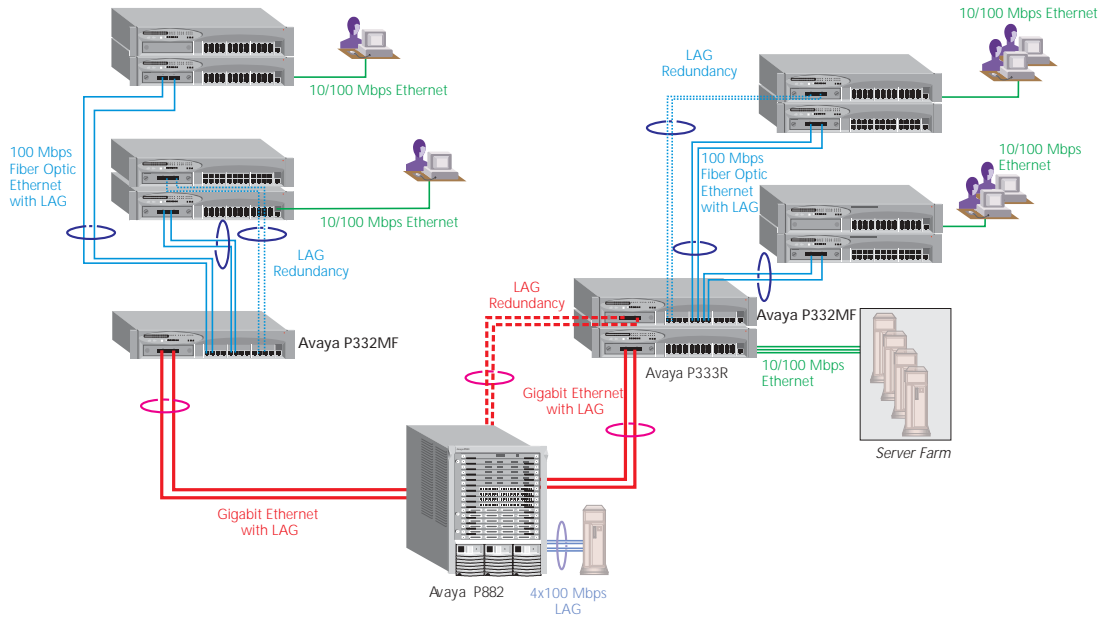 10/100 Mbps Ethernet
10/100 Mbps Ethernet
LAG
Redundancy
10/100 Mbps
Ethernet
100 Mbps
Fiber Optic
Ethernet
with LAG
100 Mbps
Fiber Optic
Ethernet
with LAG
10/100 Mbps Ethernet
LAG
Redundancy
LAG
Redundancy
Avaya P332MF
Avaya P332MF
Avaya P333R
10/100 Mbps
Ethernet
Gigabit Ethernet
with LAG
Server Farm
Gigabit Ethernet
with LAG
Avaya P882
4x100 Mbps
LAG